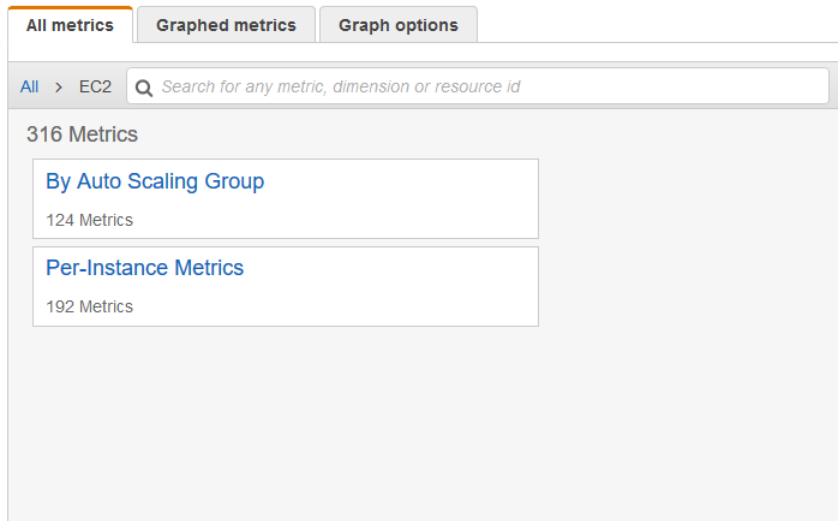 All metrics Graphed metrics Graph options
All > EC2 Search for any metric, dimension or resource id
316 Metrics
By Auto Scaling Group
124 Metrics
Per-Instance Metrics
192 Metrics